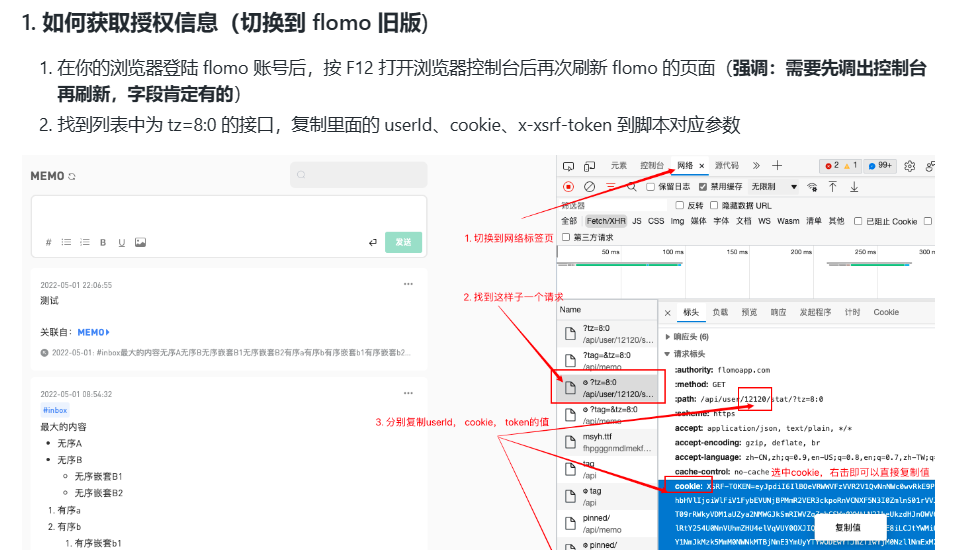 1. 如何获取授权信息（切换到 flomo 旧版）
1. 在你的浏览器登陆 flomo 账号后，按 F12 打开浏览器控制台后再次刷新 flomo 的页面（强调：需要先调出控制台
再刷新，字段肯定有的）
2. 找到列表中为 tz=8:0 的接口，复制里面的 userId、cookie、x-xsrf-token 到脚本对应参数
MEMO
# B U 发送
2022-05-01 22:06:55
测试
关联自： MEMO
2022-05-01: #inbox最大的内容无序A无序B无序嵌套B1无序嵌套B2有序a有序b有序嵌套b1有序嵌套b2...
2022-05-01 08:54:32
#inbox
最大的内容
无序A
无序B
无序嵌套B1
无序嵌套B2
1. 有序a
2. 有序b
1. 有序嵌套b1
1. 切换到网络标签页
2. 找到这样子一个请求
3. 分别复制userId， cookie， token的值
元素 控制台 网络 源代码 2 1 99+
保留日志 禁用缓存 无限制
筛选器 反转 隐藏数据 URL
全部 Fetch/XHR JS CSS Img 媒体 字体 文档 WS Wasm 清单 其他 已阻止 Cookie
第三方请求
50 ms 100 ms 150 ms 200 ms 250 ms
Name
?tz=8:0
/api/user/12120/s...
?tag=&tz=8:0
/api/memo
?tz=8:0
/api/user/12120/s...
?tag=&tz=8:0
/api/memo
msyh.ttf
fhpgggnmdlmekf...
tag
/api
tag
/api
pinned/
/api/memo
pinned/
标头 负载 预览 响应 发起程序 计时 Cookie
响应头 (6)
请求标头
:authority: flomoapp.com
:method: GET
:path: /api/user/12120/stat/?tz=8:0
:scheme: https
accept: application/json, text/plain, */*
accept-encoding: gzip, deflate, br
accept-language: zh-CN,zh;q=0.9,en-US;q=0.8,en;q=0.7,zh-TW;q=
cache-control: no-cache 选中cookie，右击即可以直接复制值
cookie:
复制值